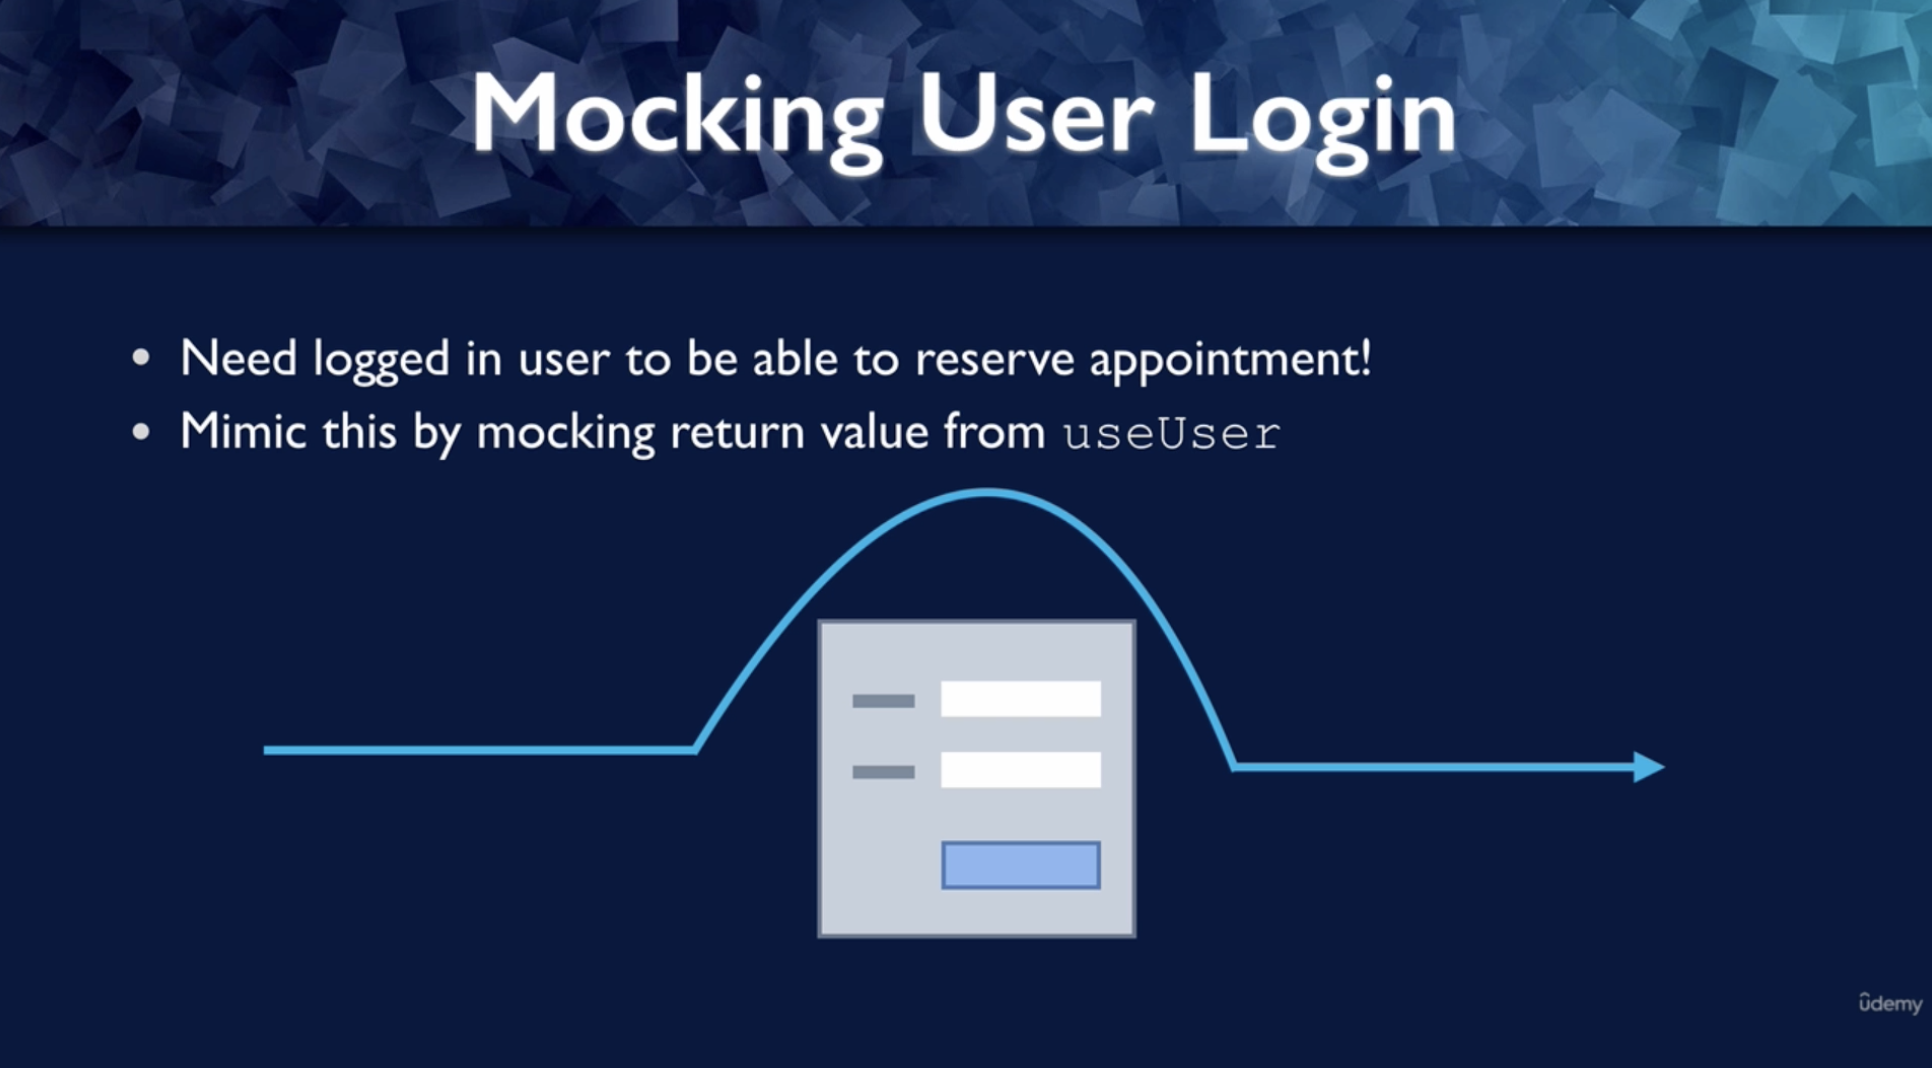 Mocking User Login
• Need logged in user to be able to reserve appointment!
• Mimic this by mocking return value from useUser
ûdemy